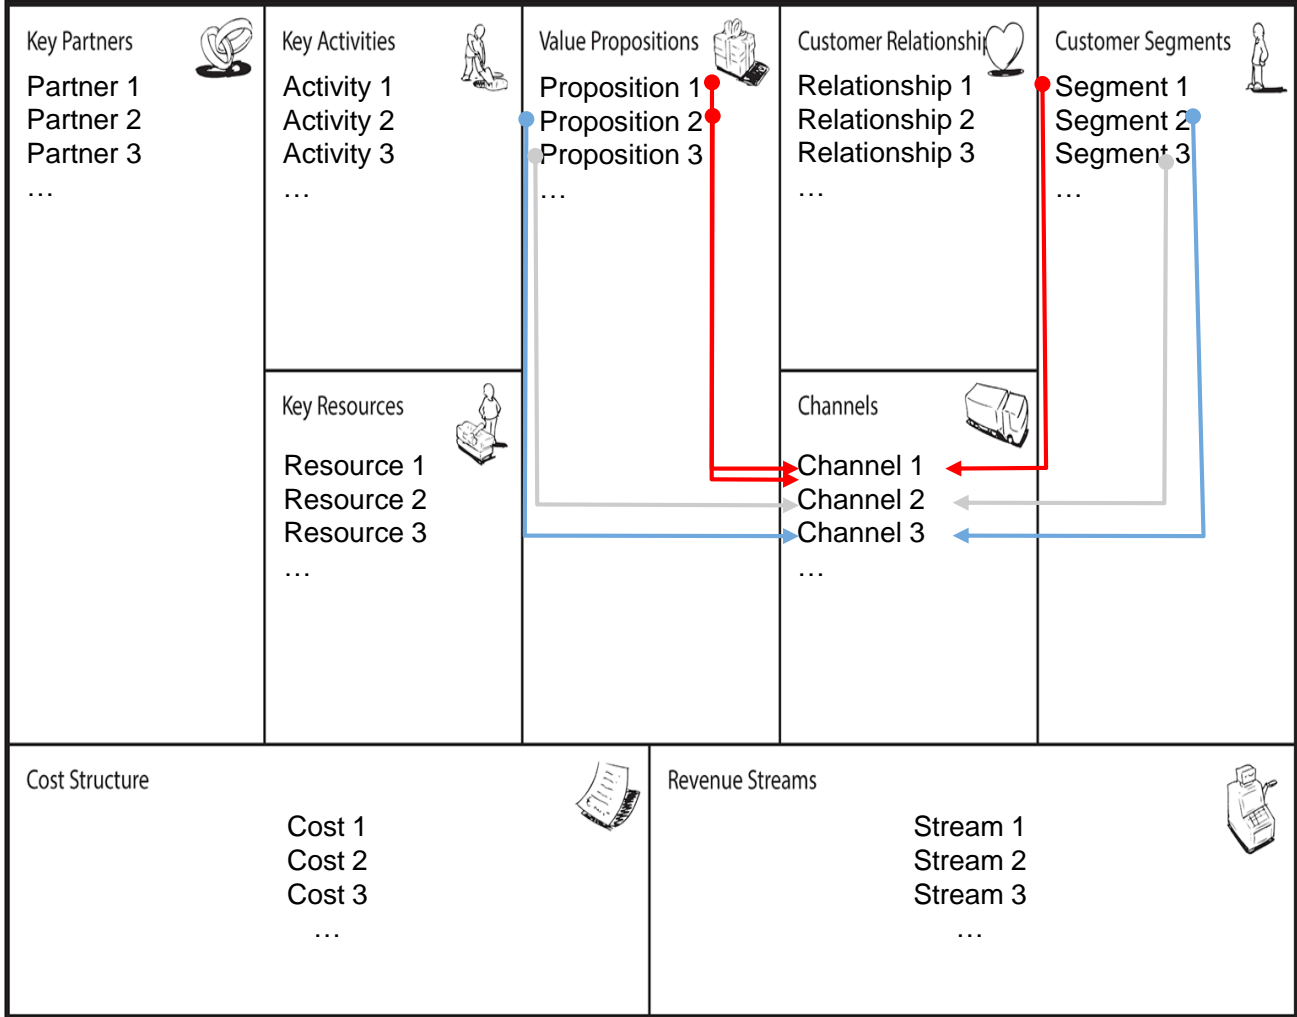 Key Partners
Partner 1
Partner 2
Partner 3
…
Key Activities
Activity 1
Activity 2
Activity 3
…
Key Resources
Resource 1
Resource 2
Resource 3
…
Value Propositions
Proposition 1
Proposition 2
Proposition 3
…
Customer Relationshi
Relationship 1
Relationship 2
Relationship 3
…
Channels
Channel 1
Channel 2
Channel 3
…
Customer Segments
Segment 1
Segment 2
Segment 3
…
Cost Structure
Cost 1
Cost 2
Cost 3
…
Revenue Streams
Stream 1
Stream 2
Stream 3
…